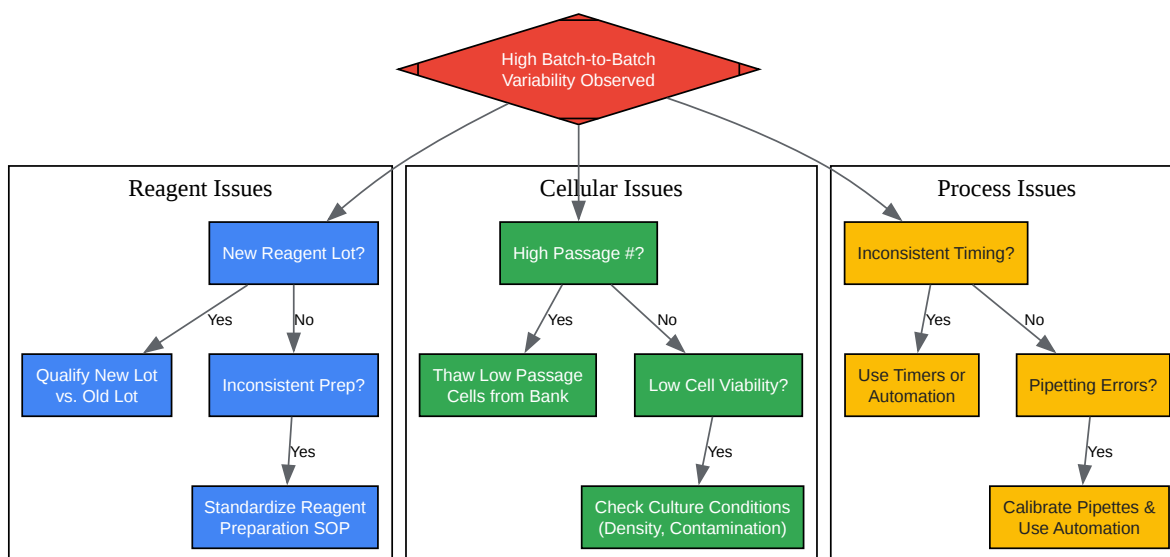 High Batch-to-Batch
Variability Observed
Reagent Issues
Cellular Issues
Process Issues
New Reagent Lot?
High Passage #?
Inconsistent Timing?
Yes
No
Yes
No
Yes
No
Qualify New Lot
vs. Old Lot
Inconsistent Prep?
Thaw Low Passage
Cells from Bank
Low Cell Viability?
Use Timers or
Automation
Pipetting Errors?
Yes
Yes
Yes
Standardize Reagent
Preparation SOP
Check Culture Conditions
(Density, Contamination)
Calibrate Pipettes &
Use Automation